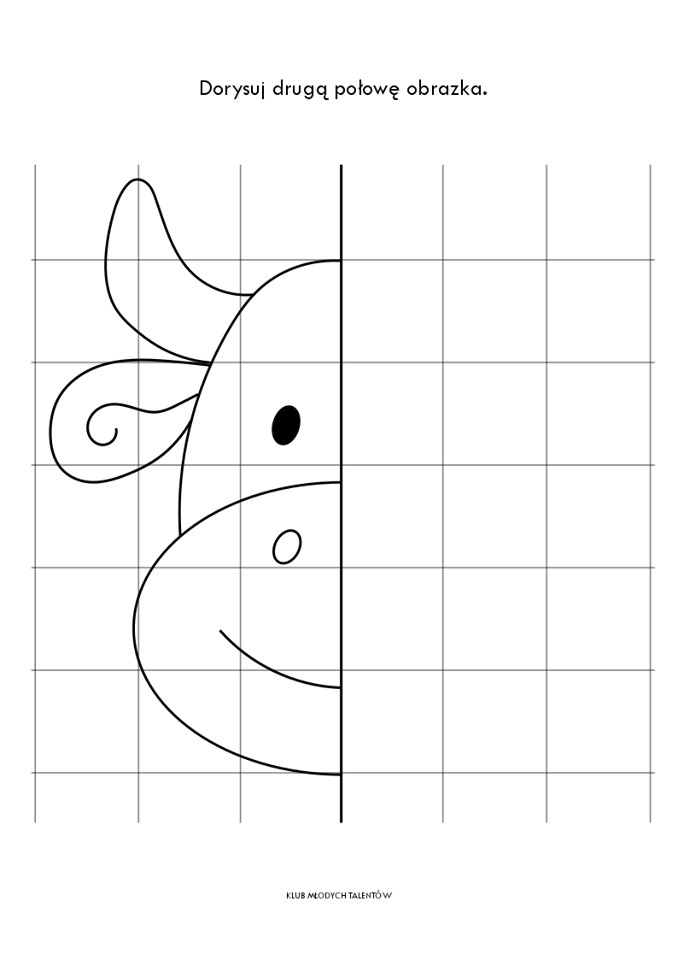 Dorysuj drugą połowę obrazka.
KLUB MŁODYCH TALENTÓW